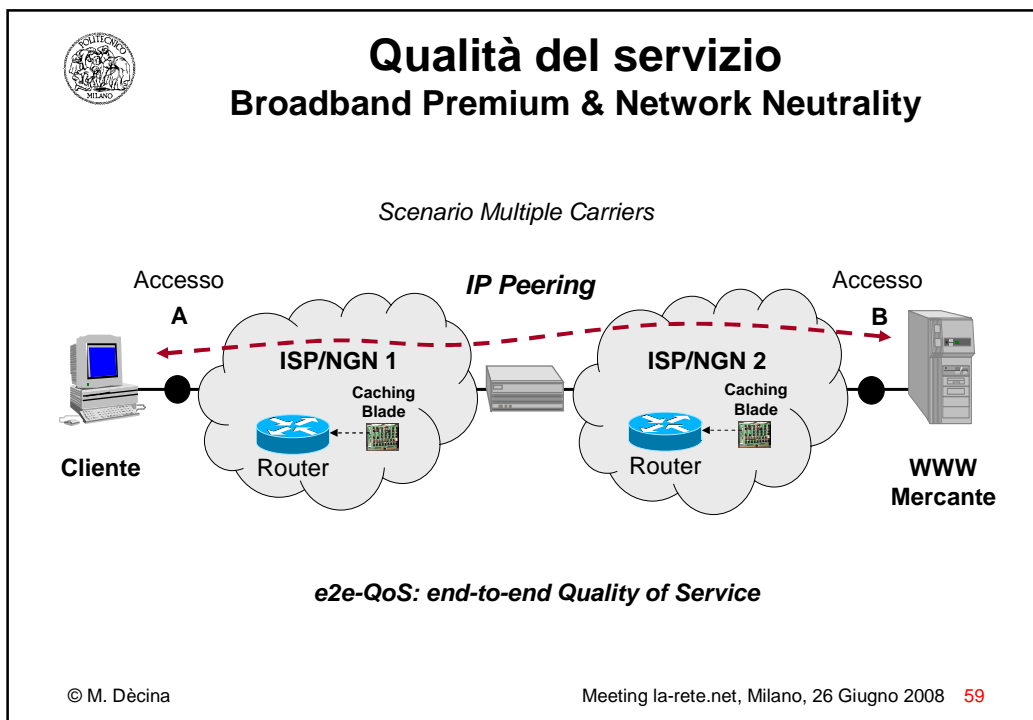 POLITECNICO
MILANO
Qualità del servizio
Broadband Premium & Network Neutrality
Scenario Multiple Carriers
Accesso
A
IP Peering
Accesso
B
ISP/NGN 1
ISP/NGN 2
Caching
Blade
Caching
Blade
Router
Router
Cliente
WWW
Mercante
e2e-QoS: end-to-end Quality of Service
© M. Dècina
Meeting la-rete.net, Milano, 26 Giugno 2008 59